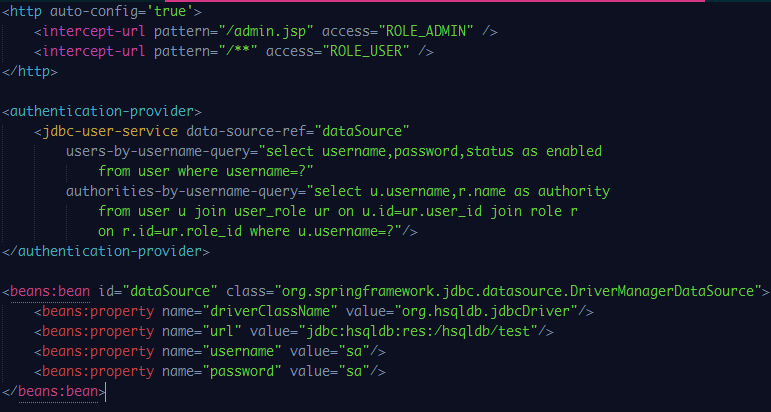 <http auto-config='true'>
<intercept-url pattern="/admin.jsp" access="ROLE_ADMIN" />
<intercept-url pattern="/**" access="ROLE_USER" />
</http>
<authentication-provider>
<jdbc-user-service data-source-ref="dataSource"
users-by-username-query="select username,password,status as enabled
from user where username=?"
authorities-by-username-query="select u.username,r.name as authority
from user u join user_role ur on u.id=ur.user_id join role r
on r.id=ur.role_id where u.username=?"/>
</authentication-provider>
<beans:bean id="dataSource" class="org.springframework.jdbc.datasource.DriverManagerDataSource">
<beans:property name="driverClassName" value="org.hsqldb.jdbcDriver"/>
<beans:property name="url" value="jdbc:hsqldb:res:/hsqldb/test"/>
<beans:property name="username" value="sa"/>
<beans:property name="password" value="sa"/>
</beans:bean>